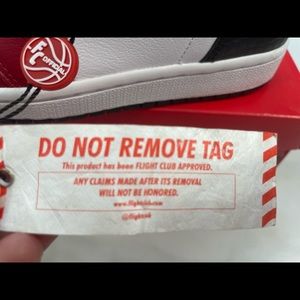 FC
OFFICIAL
DO NOT REMOVE TAG
This product has been FLIGHT CLUB APPROVED.
ANY CLAIMS MADE AFTER ITS REMOVAL
WILL NOT BE HONORED.
www.flightclub.com